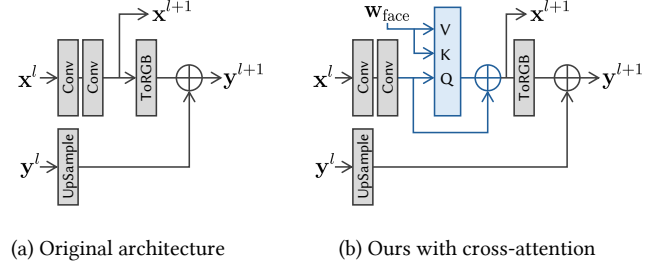 x^{l+1}
x^l
Conv
Conv
ToRGB
y^{l+1}
y^l
UpSample
(a) Original architecture
w_face
V
K
Q
x^{l+1}
x^l
Conv
Conv
ToRGB
y^{l+1}
y^l
UpSample
(b) Ours with cross-attention